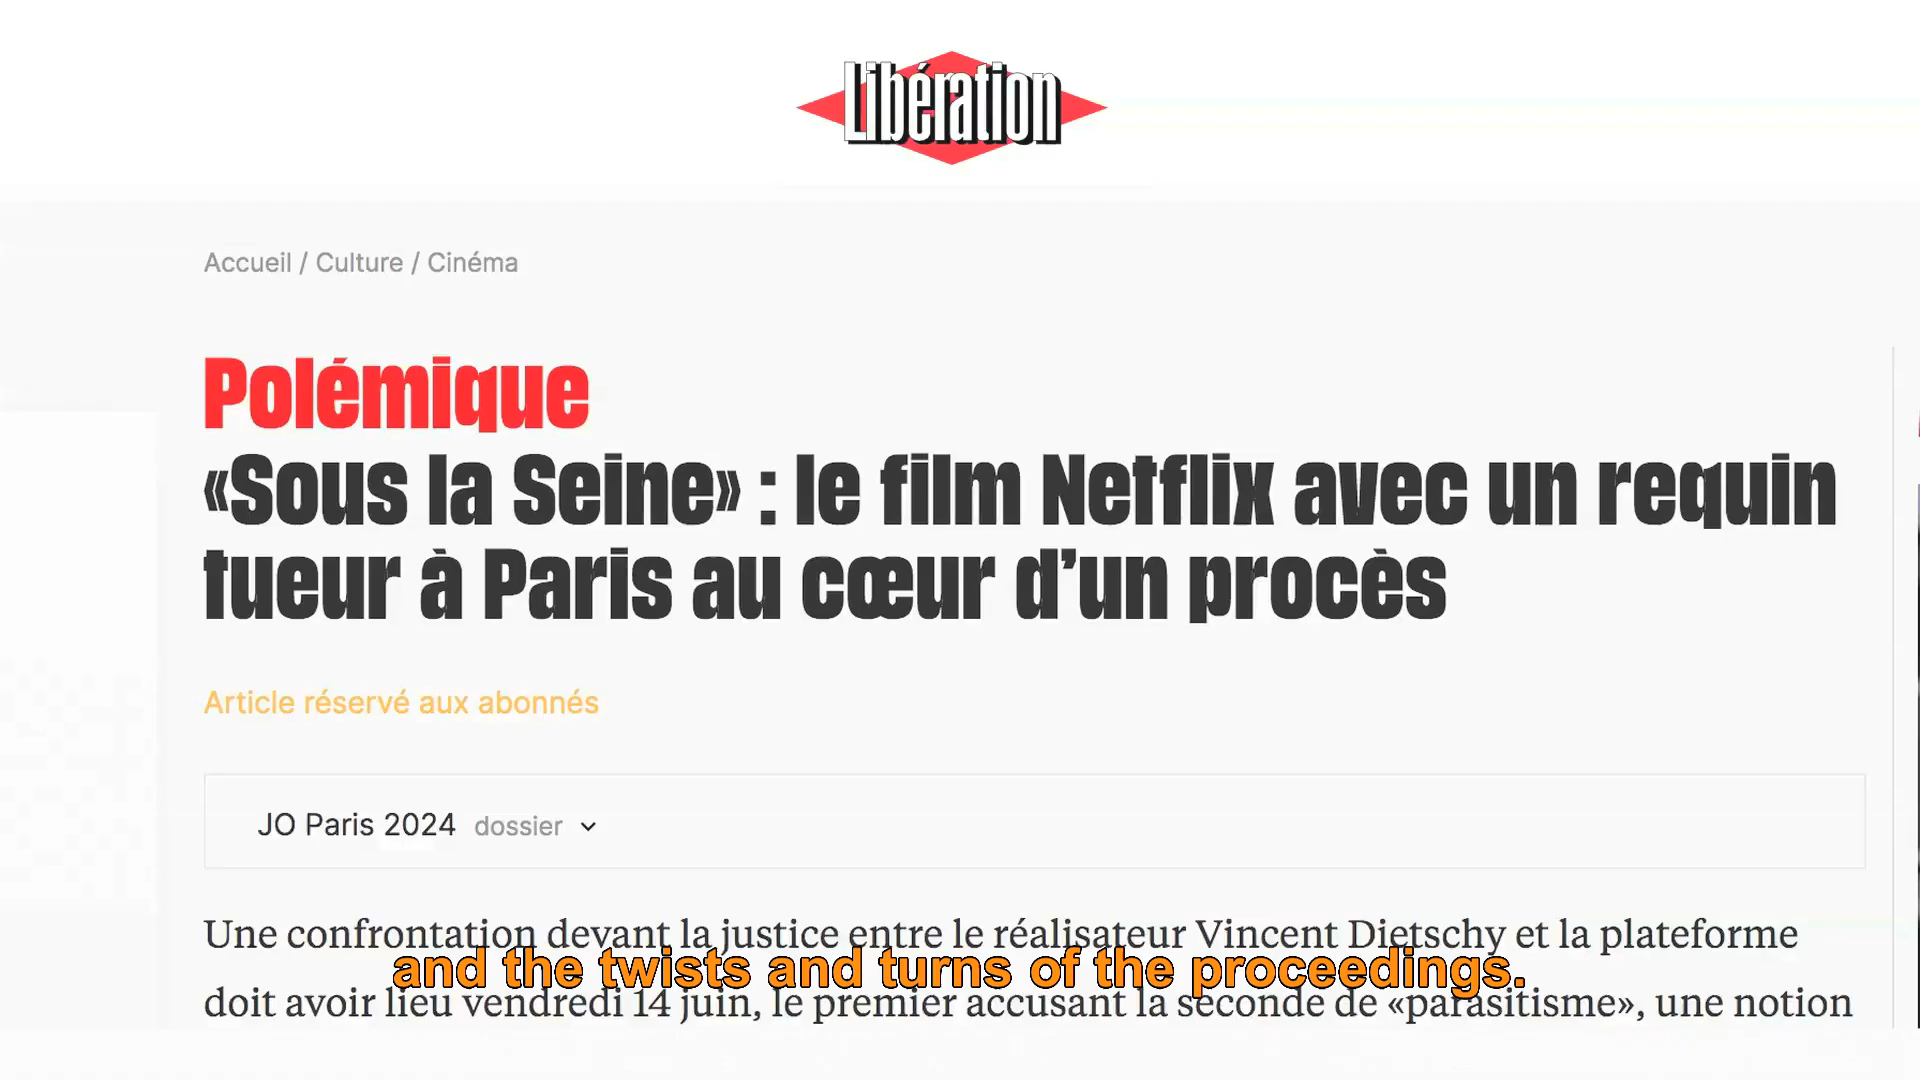 Libération
Accueil / Culture / Cinéma
Polémique
«Sous la Seine» : le film Netflix avec un requin
tueur à Paris au cœur d’un procès
Article réservé aux abonnés
JO Paris 2024 dossier
Une confrontation devant la justice entre le réalisateur Vincent Dietschy et la plateforme
and the twists and turns of the proceedings.
doit avoir lieu vendredi 14 juin, le premier accusant la seconde de «parasitisme», une notion